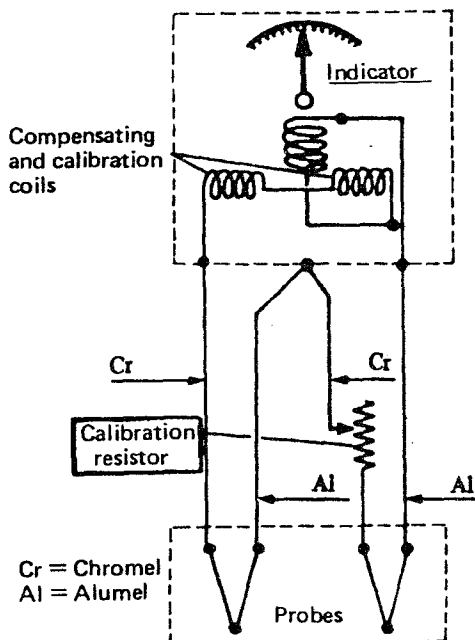 Indicator
Compensating
and calibration
coils
Cr
Cr
Calibration
resistor
Al
Al
Cr = Chromel
Al = Alumel
Probes